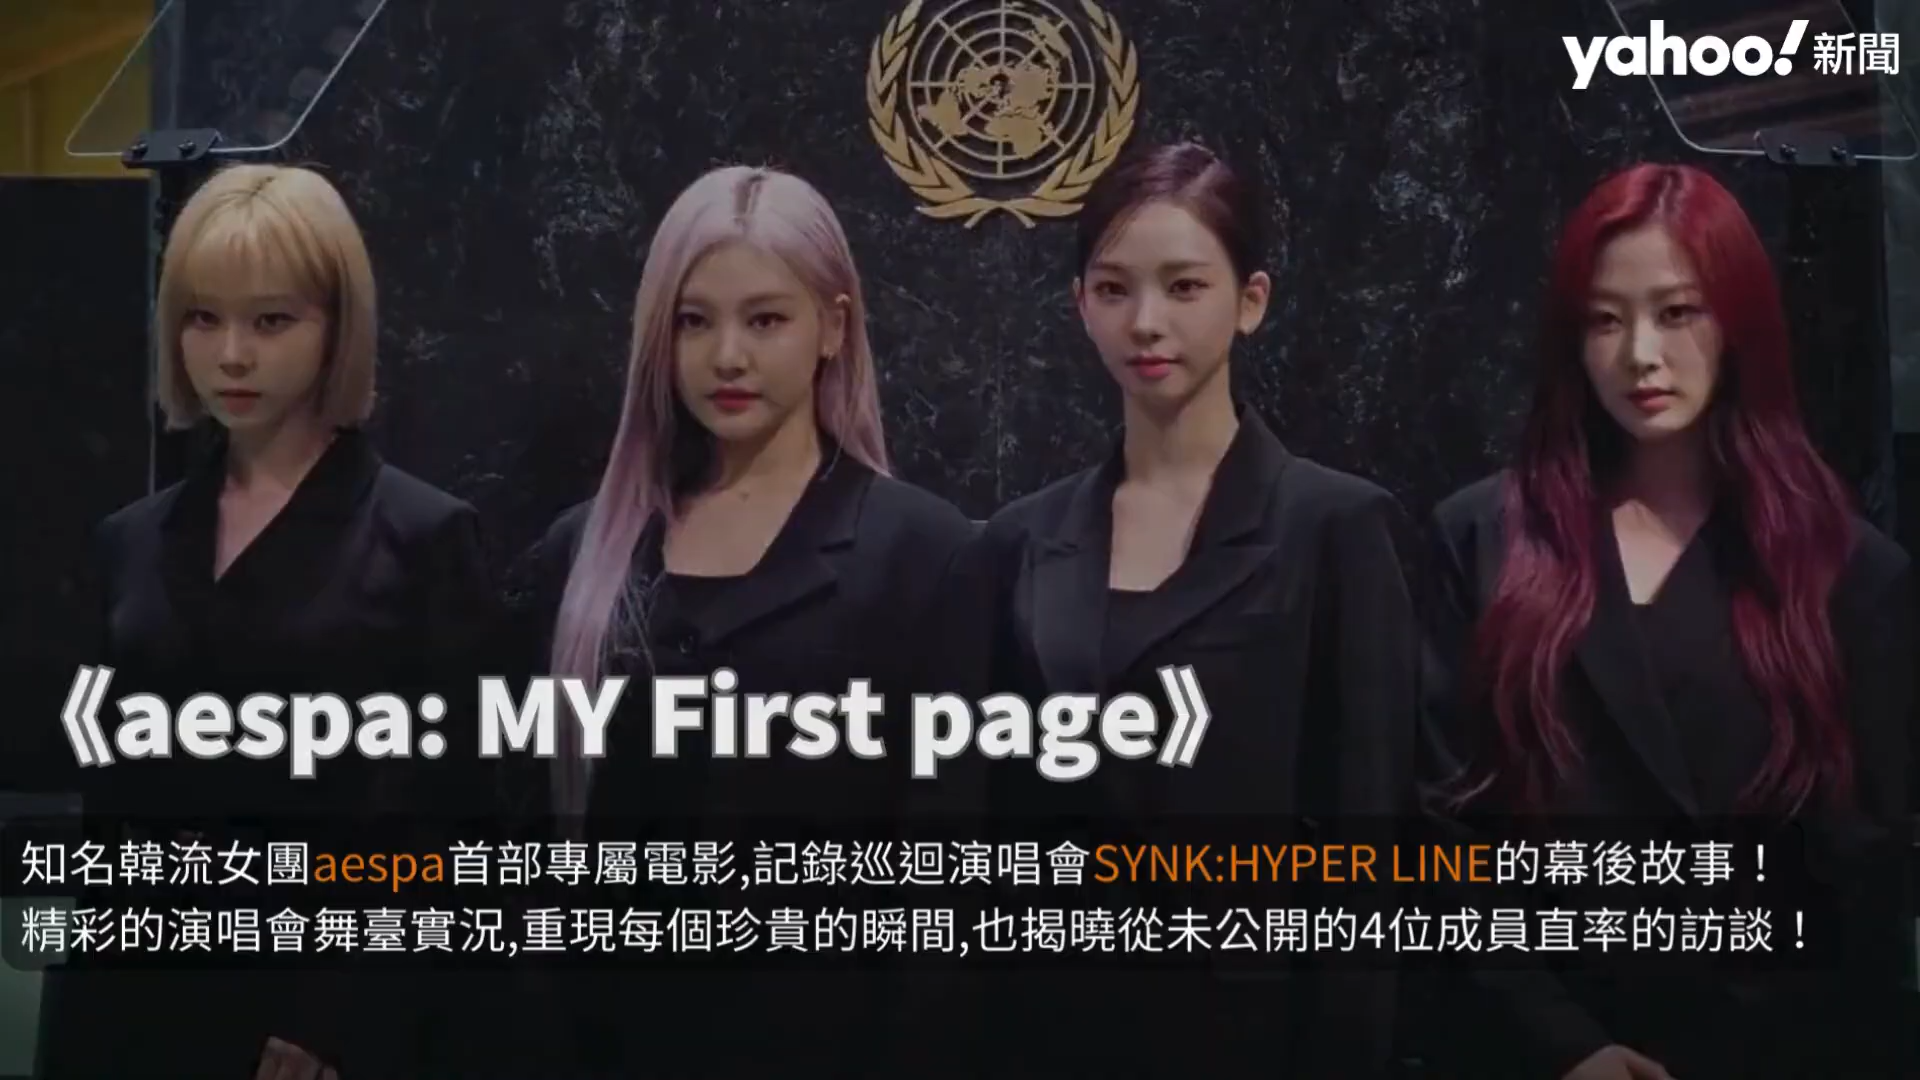 yahoo!新聞
《aespa: MY First page》
知名韓流女團aespa首部專屬電影,記錄巡迴演唱會SYNK:HYPER LINE的幕後故事！
精彩的演唱會舞臺實況,重現每個珍貴的瞬間,也揭曉從未公開的4位成員直率的訪談！